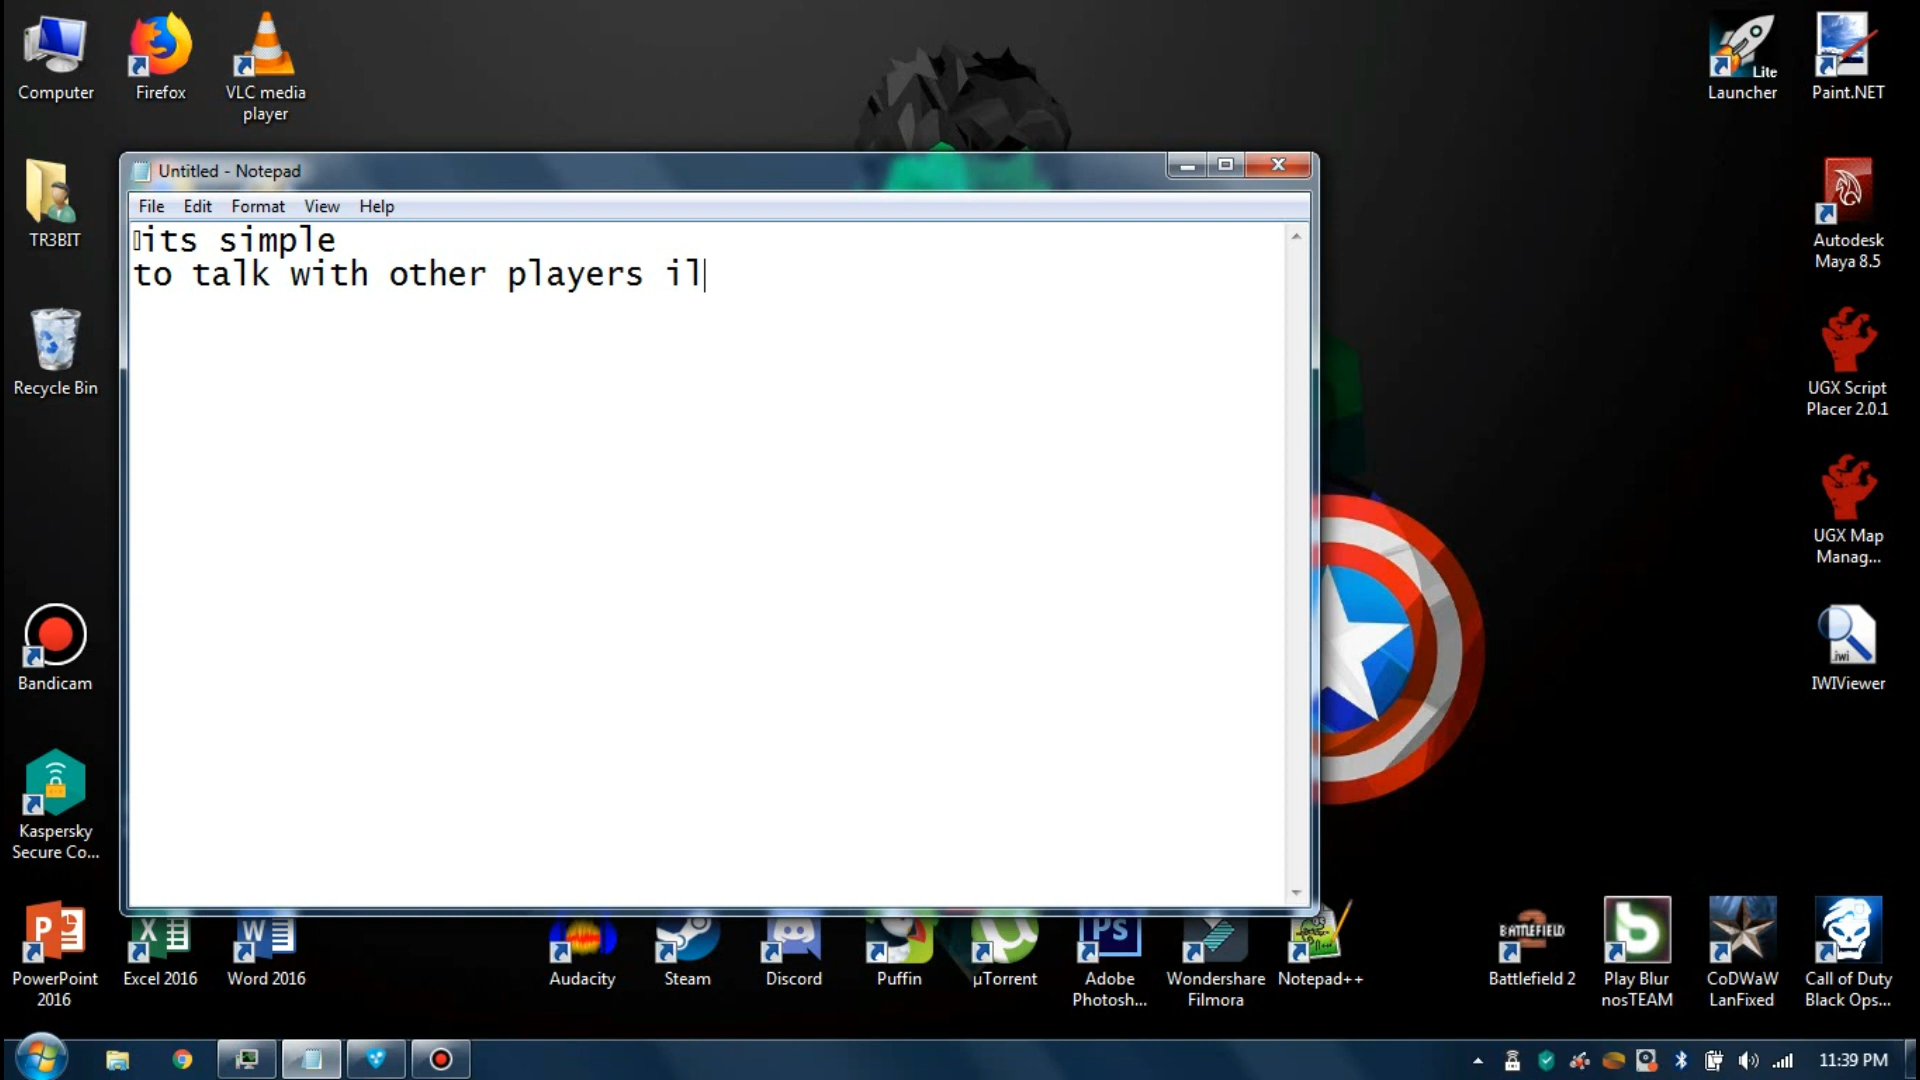 Computer
Firefox
VLC media
player
Lite
Launcher
Paint.NET
Untitled - Notepad
File Edit Format View Help
its simple
to talk with other players il
TR3BIT
Recycle Bin
Autodesk
Maya 8.5
UGX Script
Placer 2.0.1
UGX Map
Manag...
Bandicam
.iwi
IWIViewer
Kaspersky
Secure Co...
PowerPoint
2016
Excel 2016
Word 2016
Audacity
Steam
Discord
Puffin
µTorrent
Ps
Adobe
Photosh...
Wondershare
Filmora
Notepad++
BATTLEFIELD
2
Battlefield 2
Play Blur
nosTEAM
CoDWaW
LanFixed
Call of Duty
Black Ops...
11:39 PM